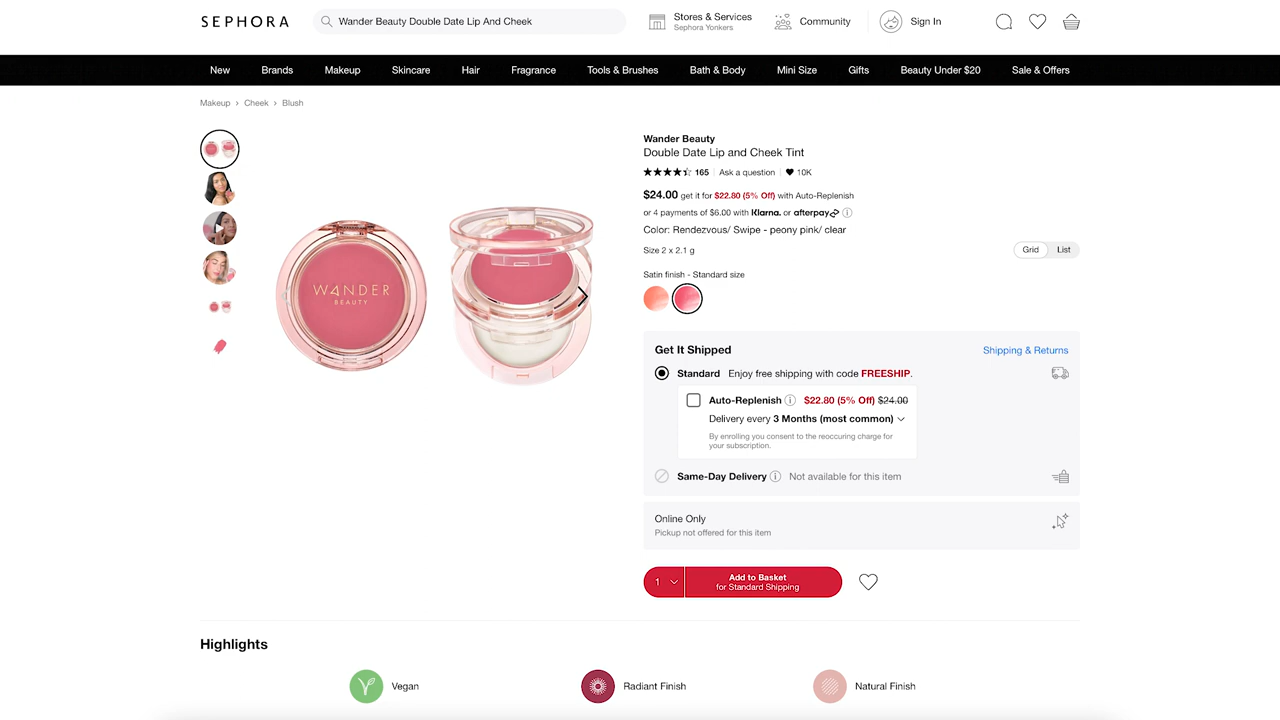 SEPHORA
Wander Beauty Double Date Lip And Cheek
Stores & Services
Sephora Yonkers
Community
Sign In
New
Brands
Makeup
Skincare
Hair
Fragrance
Tools & Brushes
Bath & Body
Mini Size
Gifts
Beauty Under $20
Sale & Offers
Makeup › Cheek › Blush
WANDER
BEAUTY
Wander Beauty
Double Date Lip and Cheek Tint
165 | Ask a question | 10K
$24.00 get it for $22.80 (5% Off) with Auto-Replenish
or 4 payments of $6.00 with Klarna. or afterpay
Color: Rendezvous/ Swipe - peony pink/ clear
Size 2 x 2.1 g
Grid
List
Satin finish - Standard size
Get It Shipped
Shipping & Returns
Standard Enjoy free shipping with code FREESHIP.
Auto-Replenish $22.80 (5% Off) $24.00
Delivery every 3 Months (most common)
By enrolling you consent to the reoccuring charge for
your subscription.
Same-Day Delivery Not available for this item
Online Only
Pickup not offered for this item
1
Add to Basket
for Standard Shipping
Highlights
Vegan
Radiant Finish
Natural Finish